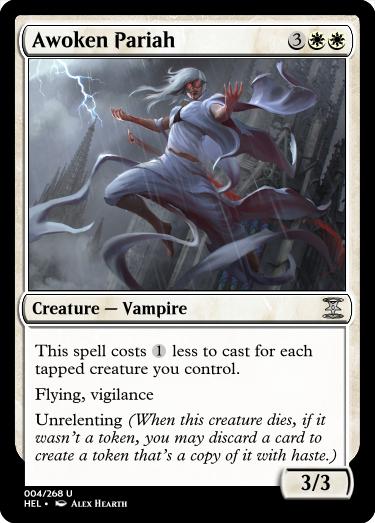 Awoken Pariah 3
Creature — Vampire
This spell costs 1 less to cast for each
tapped creature you control.
Flying, vigilance
Unrelenting (When this creature dies, if it
wasn't a token, you may discard a card to
create a token that's a copy of it with haste.)
3/3
004/268 U
HEL • Alex Hearth